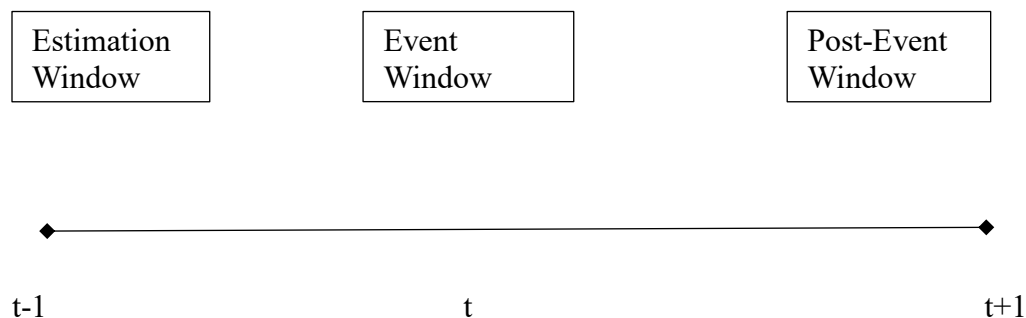 Estimation
Window
Event
Window
Post-Event
Window
t-1
t
t+1